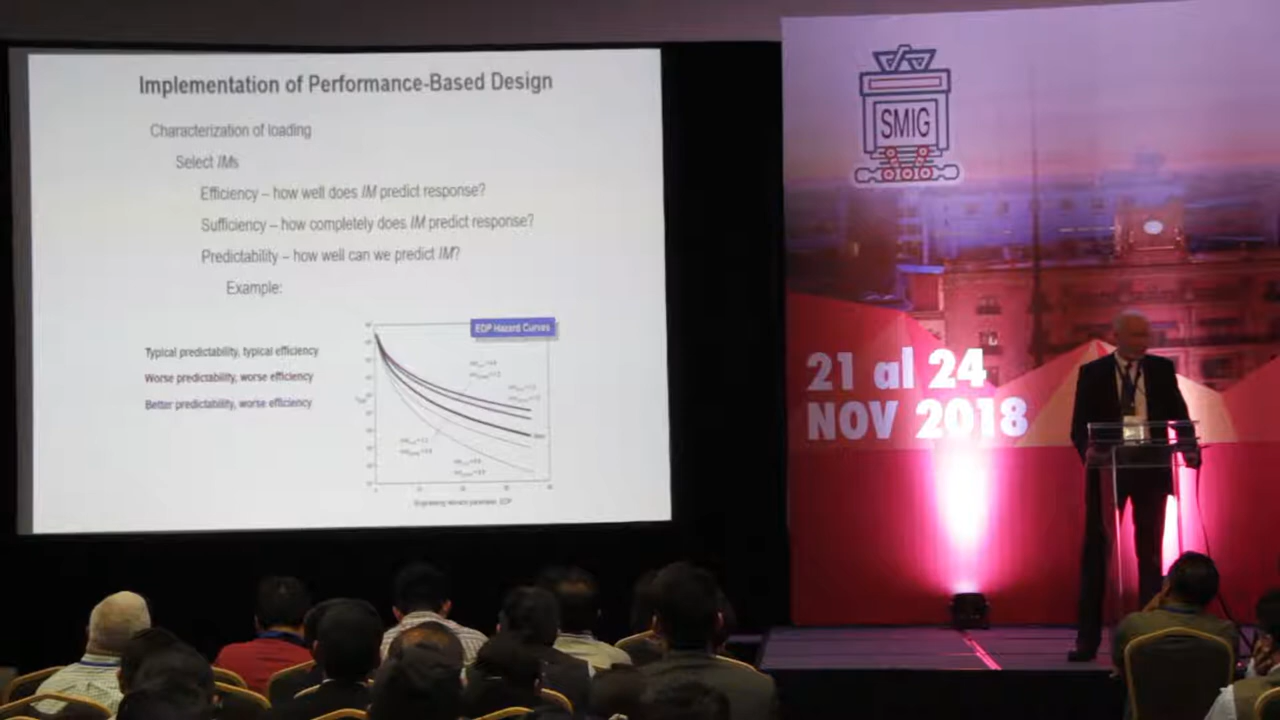 Implementation of Performance-Based Design
Characterization of loading
Select IMs
Efficiency – how well does IM predict response?
Sufficiency – how completely does IM predict response?
Predictability – how well can we predict IM?
Example:
EDP Hazard Curves
Typical predictability, typical efficiency
Worse predictability, worse efficiency
Better predictability, worse efficiency
Engineering demand parameter, EDP
SMIG
21 al 24
NOV 2018